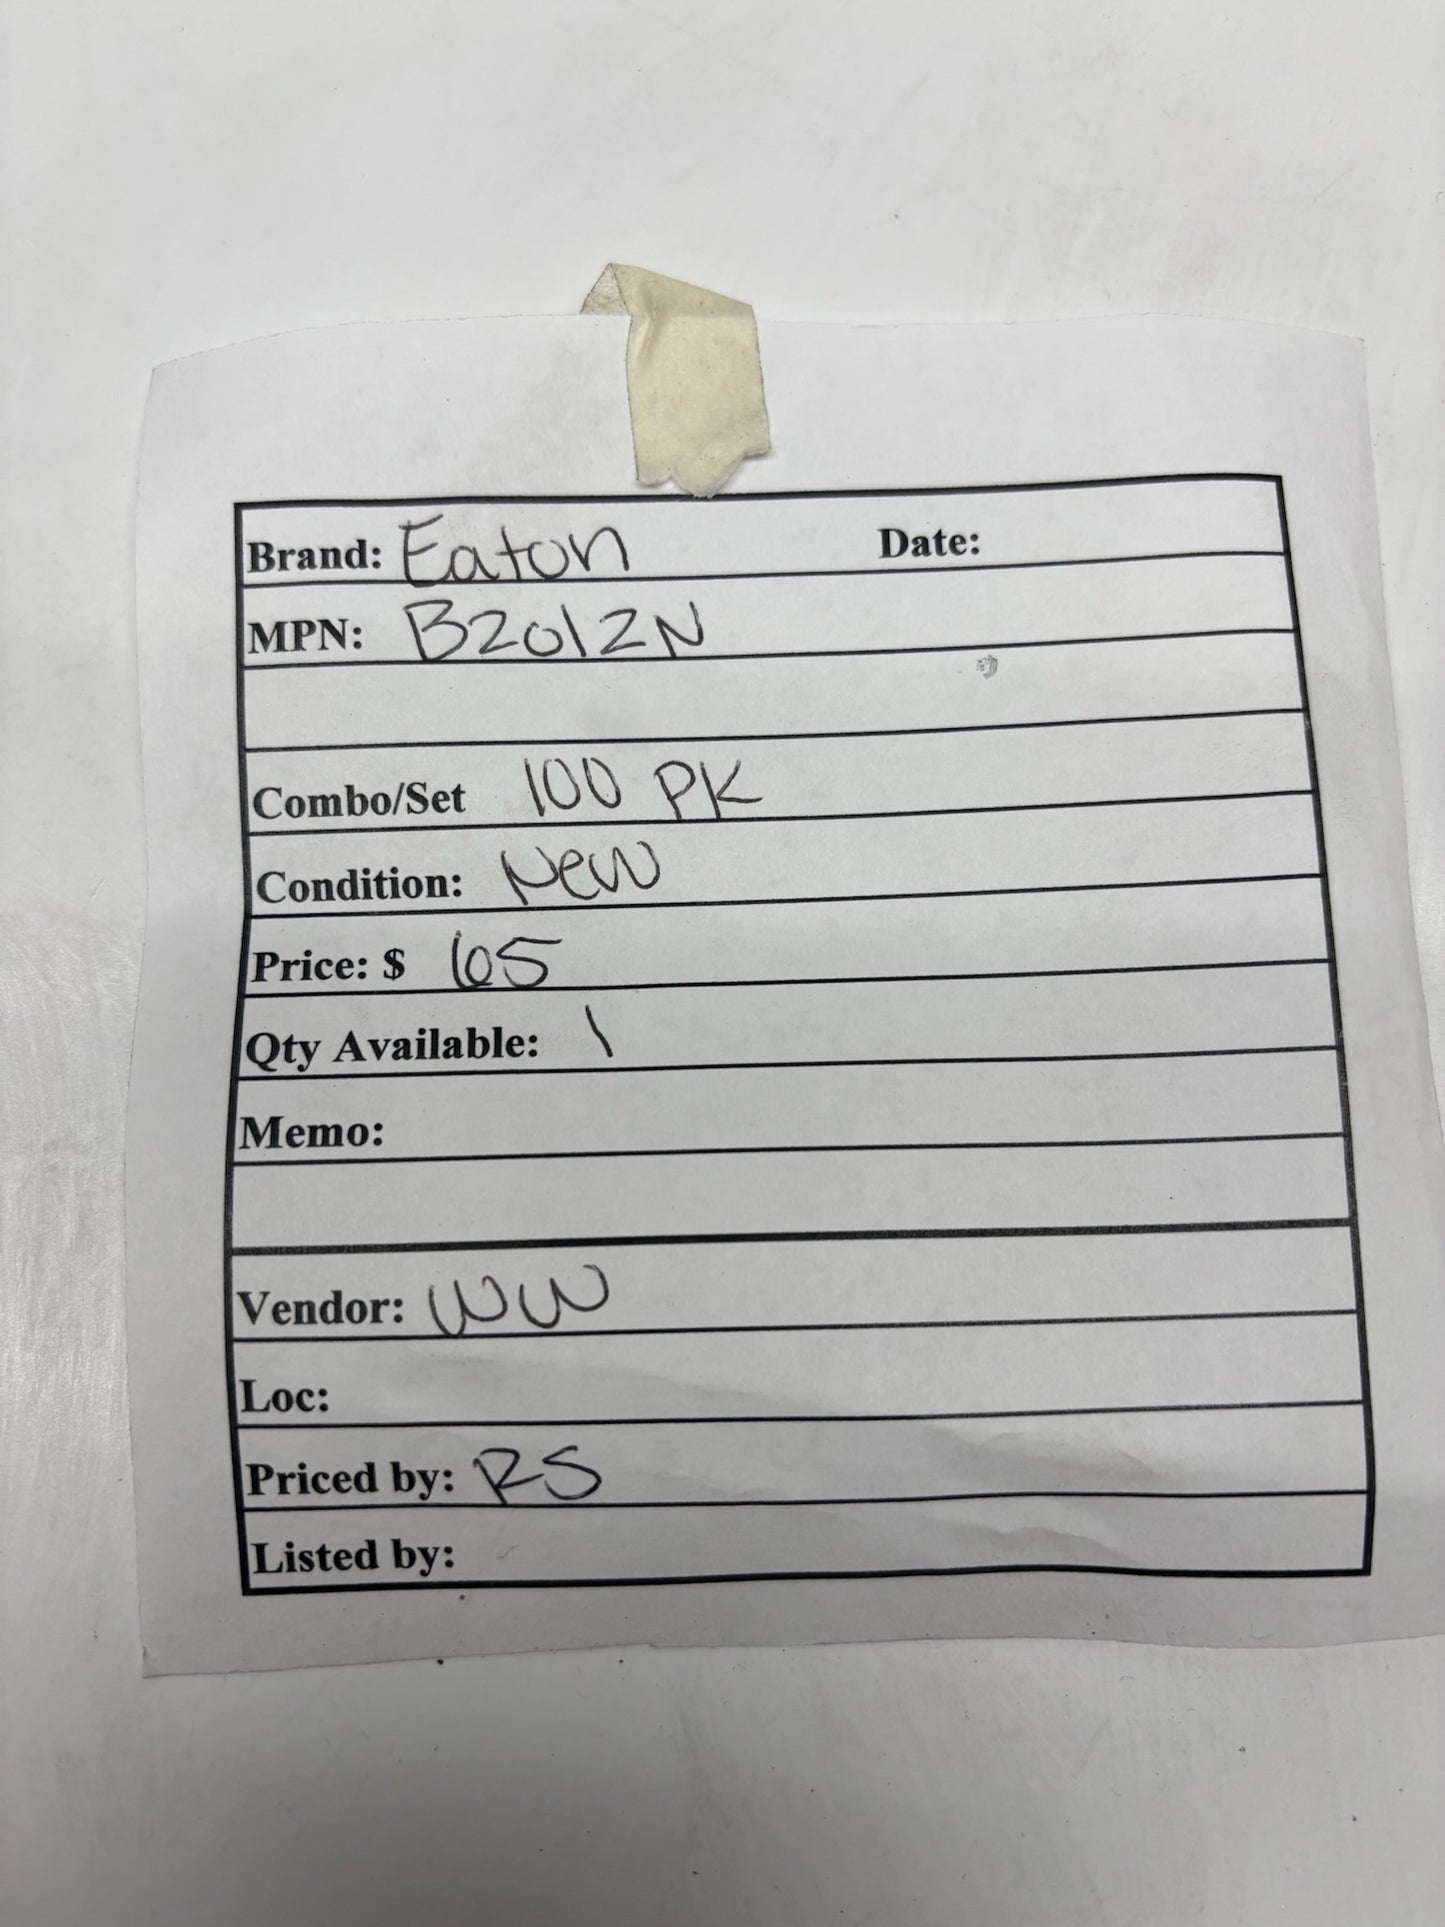 Brand: Eaton Date:
MPN: B2012N
Combo/Set 100 PK
Condition: New
Price: $ 65
Qty Available: 1
Memo:
Vendor: WW
Loc:
Priced by: RS
Listed by: